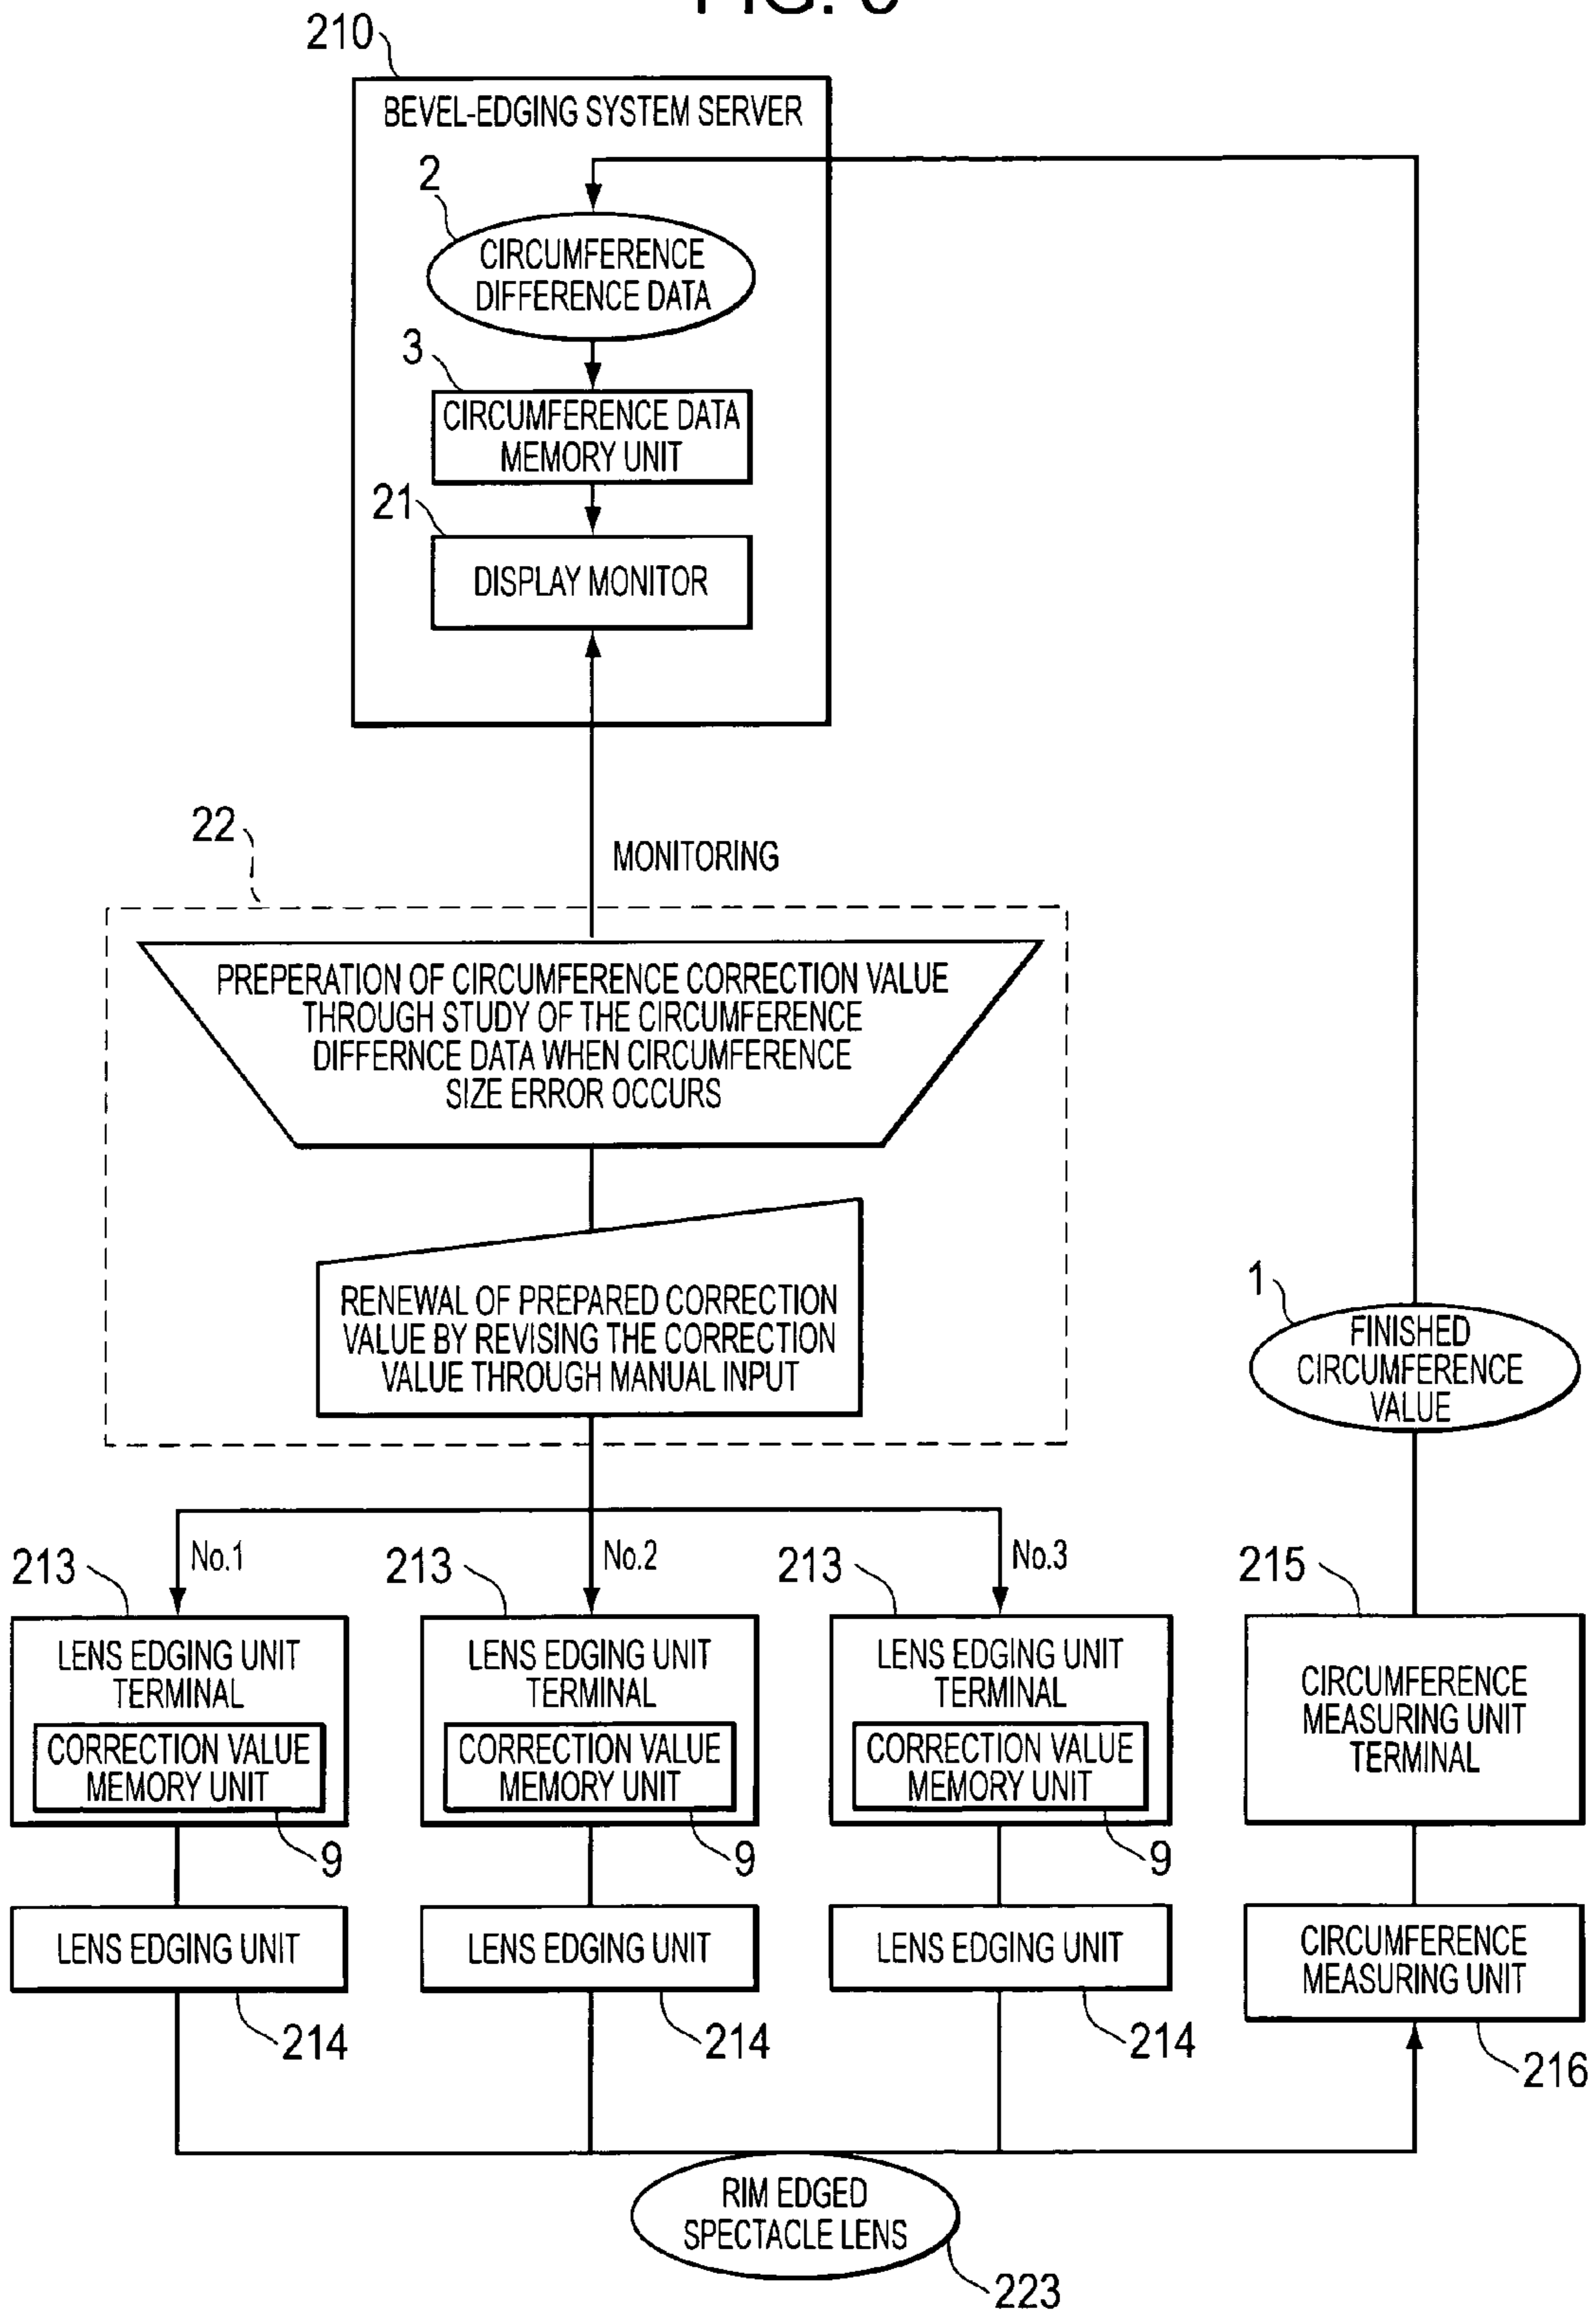 210
BEVEL-EDGING SYSTEM SERVER
2
CIRCUMFERENCE
DIFFERENCE DATA
3
CIRCUMFERENCE DATA
MEMORY UNIT
21
DISPLAY MONITOR
22
MONITORING
PREPERATION OF CIRCUMFERENCE CORRECTION VALUE
THROUGH STUDY OF THE CIRCUMFERENCE
DIFFERNCE DATA WHEN CIRCUMFERENCE
SIZE ERROR OCCURS
RENEWAL OF PREPARED CORRECTION
VALUE BY REVISING THE CORRECTION
VALUE THROUGH MANUAL INPUT
1
FINISHED
CIRCUMFERENCE
VALUE
213
No.1
213
No.2
213
No.3
215
LENS EDGING UNIT
TERMINAL
CORRECTION VALUE
MEMORY UNIT
9
LENS EDGING UNIT
TERMINAL
CORRECTION VALUE
MEMORY UNIT
9
LENS EDGING UNIT
TERMINAL
CORRECTION VALUE
MEMORY UNIT
9
CIRCUMFERENCE
MEASURING UNIT
TERMINAL
LENS EDGING UNIT
214
LENS EDGING UNIT
214
LENS EDGING UNIT
214
CIRCUMFERENCE
MEASURING UNIT
216
RIM EDGED
SPECTACLE LENS
223